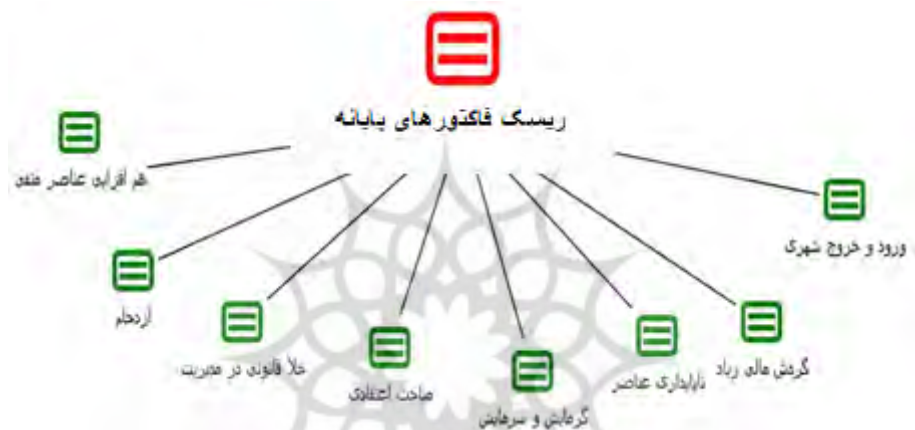 ریسک فاکتورهای پایانه
ورود و خروج شهری
گردش مالی زیاد
ناپایداری عناصر
گرمایش و سرمایش
مباحث اعتقادی
خلأ قانونی در مدیریت
ازدحام
هم افزایی عناصر منفی